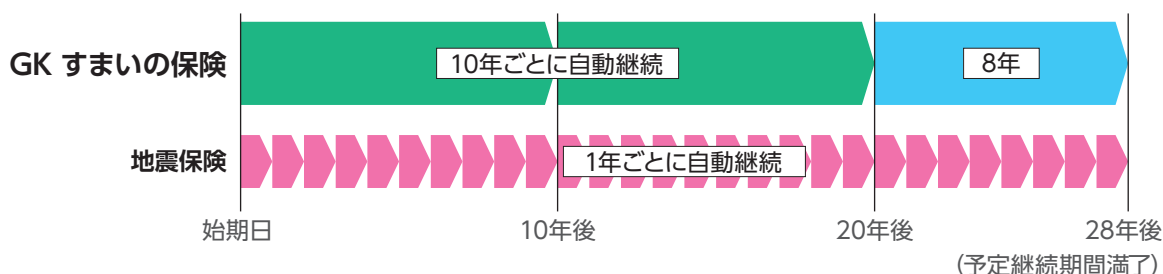 GK すまいの保険
10年ごとに自動継続
8年
地震保険
1年ごとに自動継続
始期日
10年後
20年後
28年後
(予定継続期間満了)